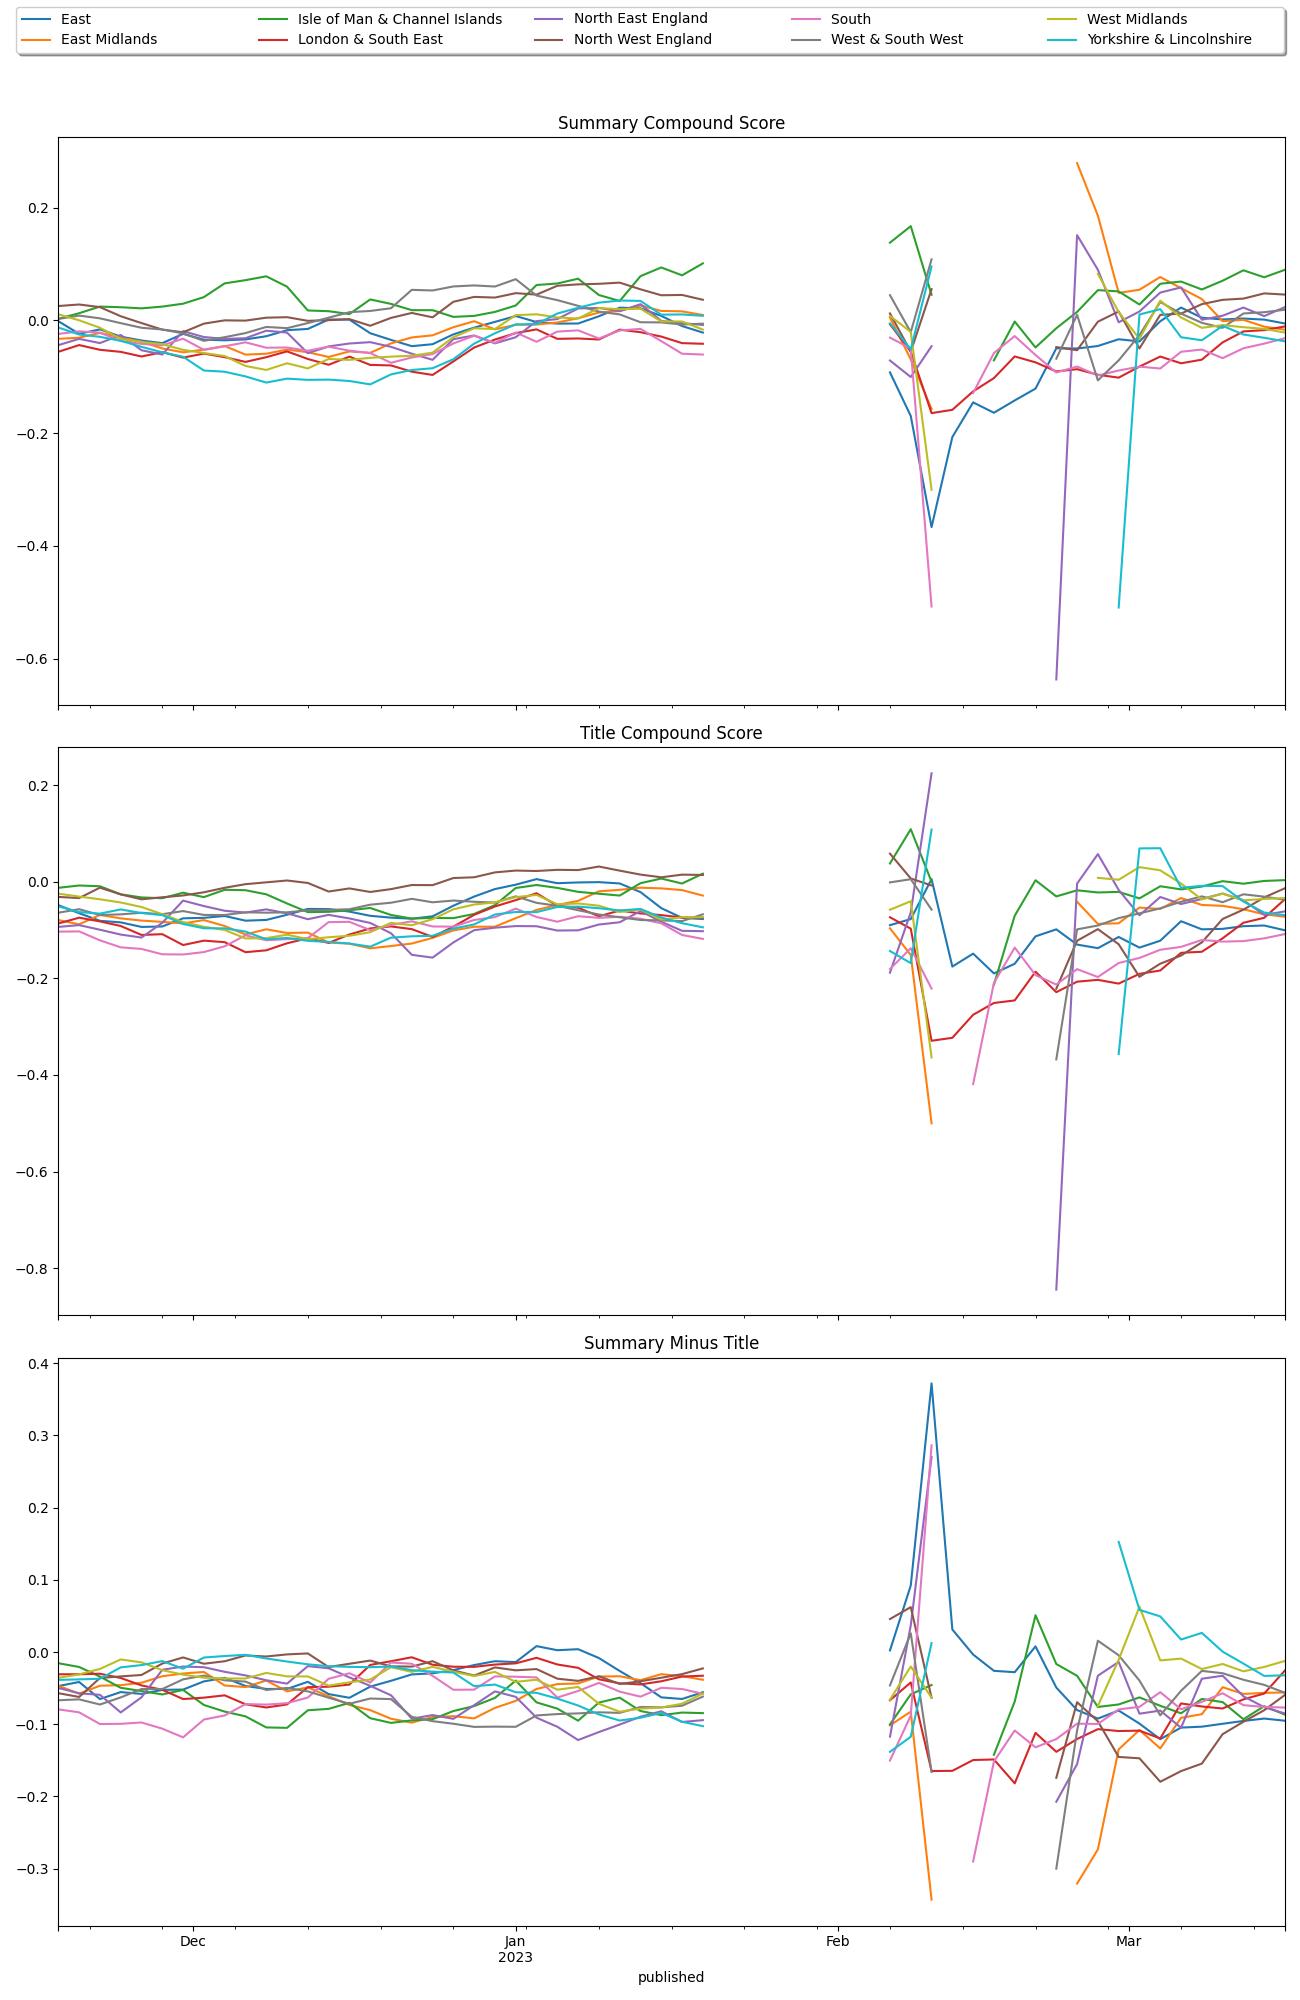 East
Isle of Man & Channel Islands
North East England
South
West Midlands
East Midlands
London & South East
North West England
West & South West
Yorkshire & Lincolnshire
Summary Compound Score
0.2
0.0
−0.2
−0.4
−0.6
Title Compound Score
0.2
0.0
−0.2
−0.4
−0.6
−0.8
Summary Minus Title
0.4
0.3
0.2
0.1
0.0
−0.1
−0.2
−0.3
Dec
Jan
2023
Feb
Mar
published